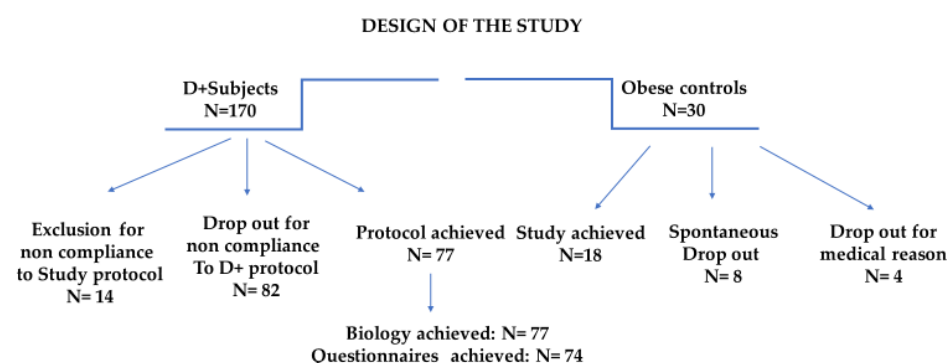 DESIGN OF THE STUDY
D+Subjects
N=170
Obese controls
N=30
Exclusion for
non compliance
to Study protocol
N= 14
Drop out for
non compliance
To D+ protocol
N= 82
Protocol achieved
N= 77
Study achieved
N=18
Spontaneous
Drop out
N= 8
Drop out for
medical reason
N= 4
Biology achieved: N= 77
Questionnaires achieved: N= 74